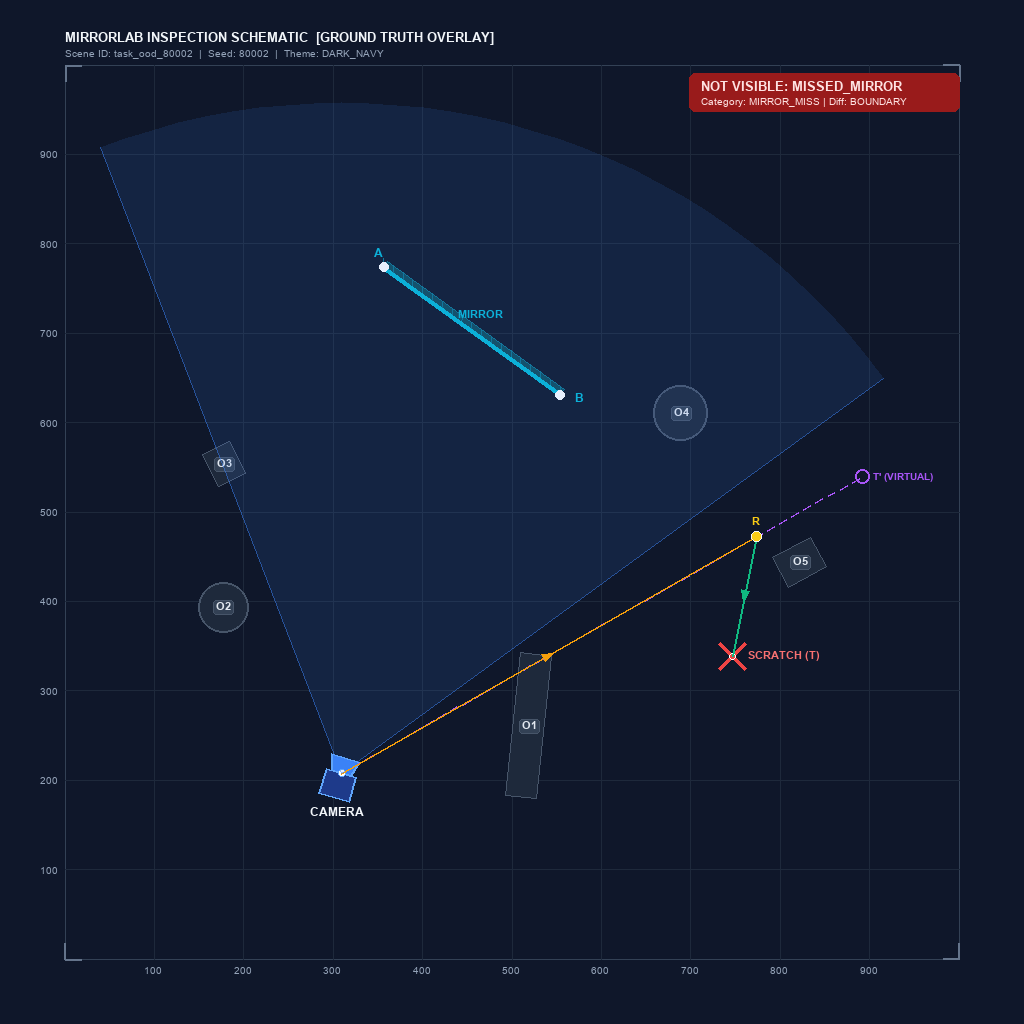 MIRRORLAB INSPECTION SCHEMATIC [GROUND TRUTH OVERLAY]
Scene ID: task_ood_80002 | Seed: 80002 | Theme: DARK_NAVY
NOT VISIBLE: MISSED_MIRROR
Category: MIRROR_MISS | Diff: BOUNDARY
900
800
700
600
500
400
300
200
100
A
MIRROR
B
O4
O3
T' (VIRTUAL)
R
O5
O2
SCRATCH (T)
O1
CAMERA
100 200 300 400 500 600 700 800 900